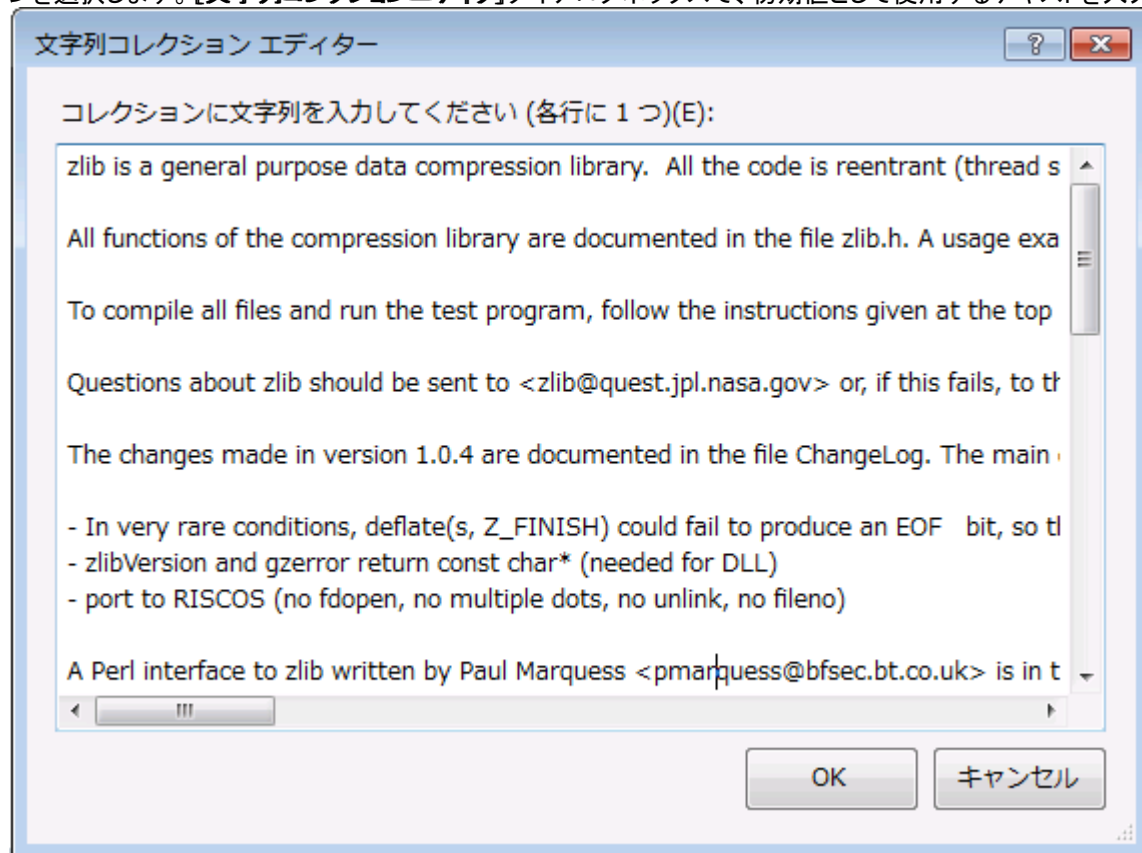 文字列コレクション エディター
コレクションに文字列を入力してください (各行に 1 つ)(E):
zlib is a general purpose data compression library.  All the code is reentrant (thread s
All functions of the compression library are documented in the file zlib.h. A usage exa
To compile all files and run the test program, follow the instructions given at the top
Questions about zlib should be sent to <zlib@quest.jpl.nasa.gov> or, if this fails, to th
The changes made in version 1.0.4 are documented in the file ChangeLog. The main
- In very rare conditions, deflate(s, Z_FINISH) could fail to produce an EOF   bit, so tl
- zlibVersion and gzerror return const char* (needed for DLL)
- port to RISCOS (no fdopen, no multiple dots, no unlink, no fileno)
A Perl interface to zlib written by Paul Marquess <pmarquess@bfsec.bt.co.uk> is in t
OK
キャンセル